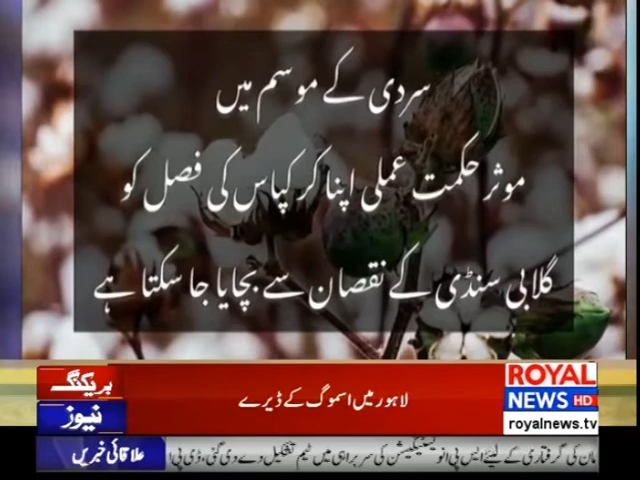 سردی کے موسم میں
موثر حکمت عملی اپنا کر کپاس کی فصل کو
گلابی سنڈی کے نقصان سے بچایا جا سکتا ہے
بریکنگ
نیوز
لاہور میں اسموگ کے ڈیرے
ROYAL
NEWS HD
royalnews.tv
علاقائی خبریں
مان کی گرفتاری کے لیئے ایس پی انویسٹیگیشن کی سربراہی میں ٹیم تشکیل دے دی گئی، ڈی پی ا